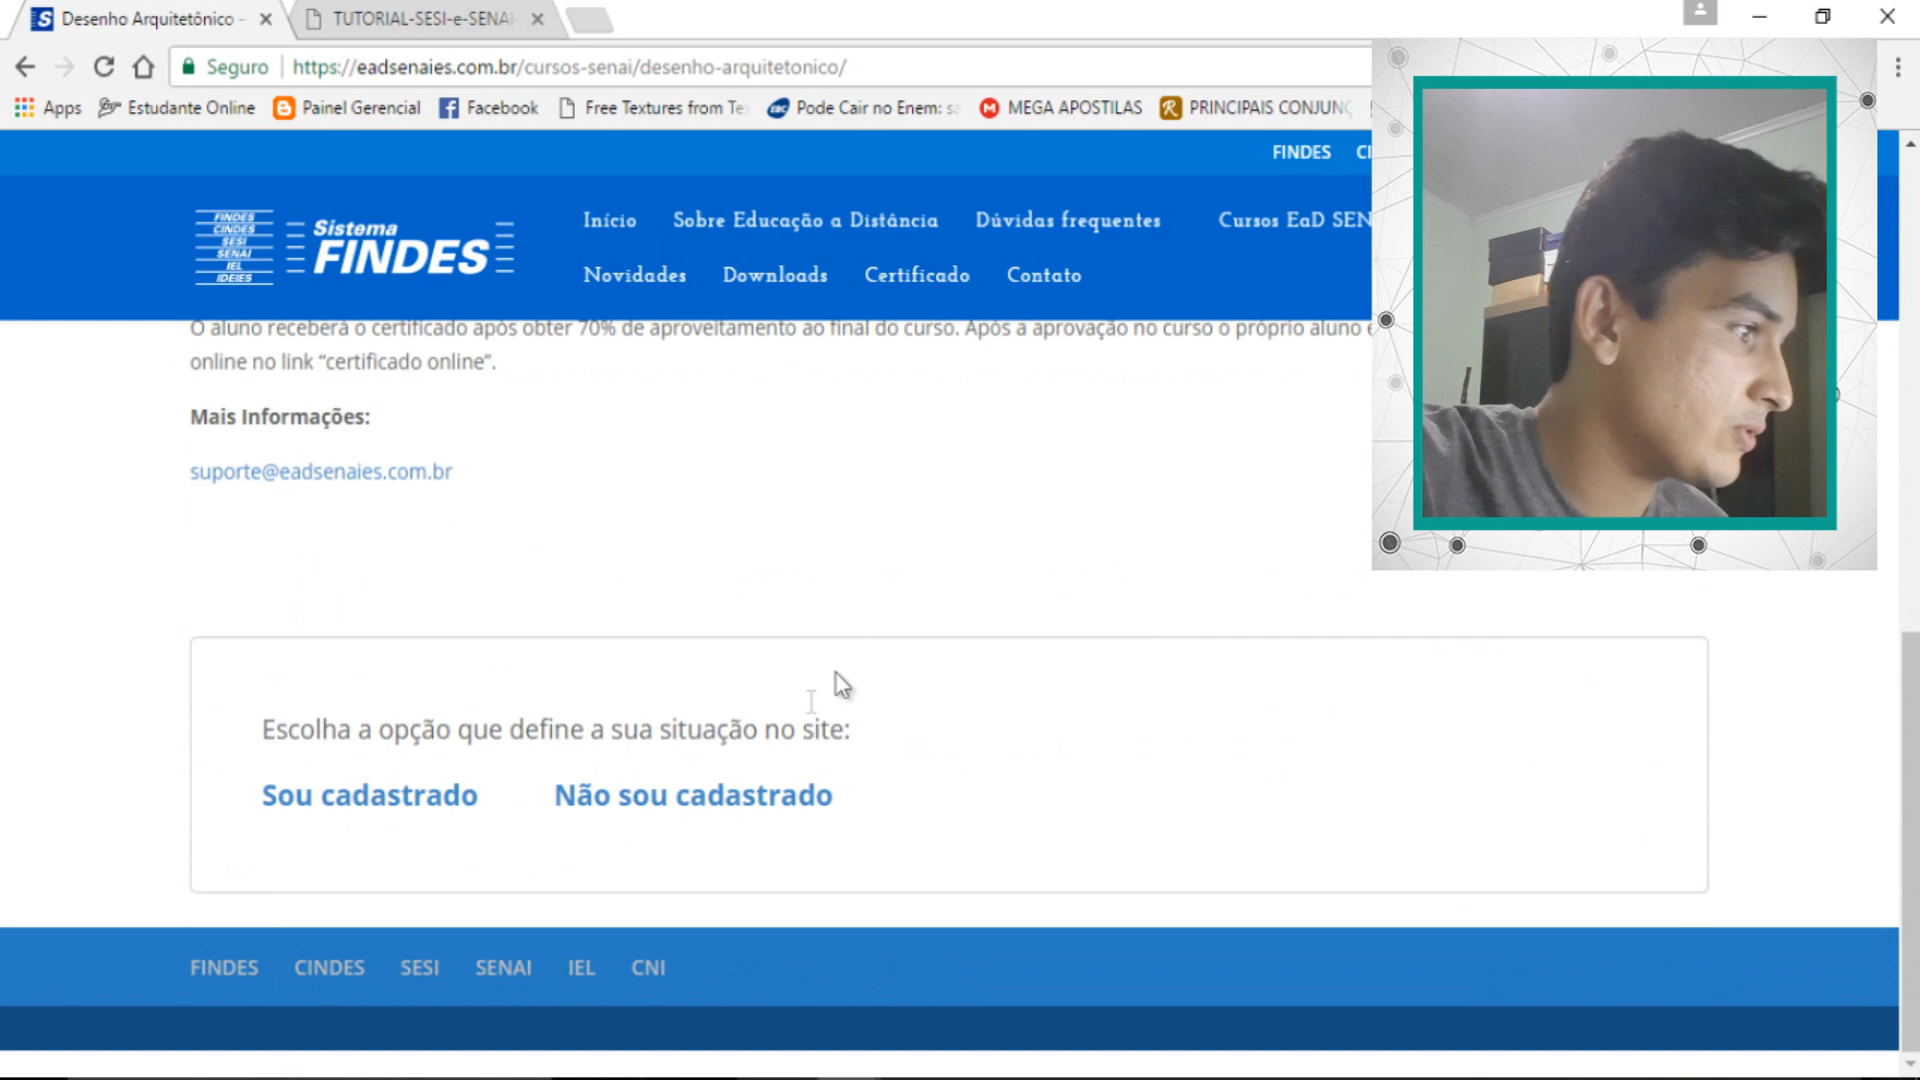 Desenho Arquitetônico -
TUTORIAL-SESI-e-SENAI
Seguro
https://eadsenaies.com.br/cursos-senai/desenho-arquitetonico/
Apps
Estudante Online
Painel Gerencial
Facebook
Free Textures from Te
Pode Cair no Enem: sa
MEGA APOSTILAS
PRINCIPAIS CONJUNÇ
FINDES
CI
FINDES
CINDES
SESI
SENAI
IEL
IDEIES
Sistema
FINDES
Início
Sobre Educação a Distância
Dúvidas frequentes
Cursos EaD SEN
Novidades
Downloads
Certificado
Contato
O aluno receberá o certificado após obter 70% de aproveitamento ao final do curso. Após a aprovação no curso o próprio aluno
online no link “certificado online”.
Mais Informações:
suporte@eadsenaies.com.br
Escolha a opção que define a sua situação no site:
Sou cadastrado
Não sou cadastrado
FINDES
CINDES
SESI
SENAI
IEL
CNI